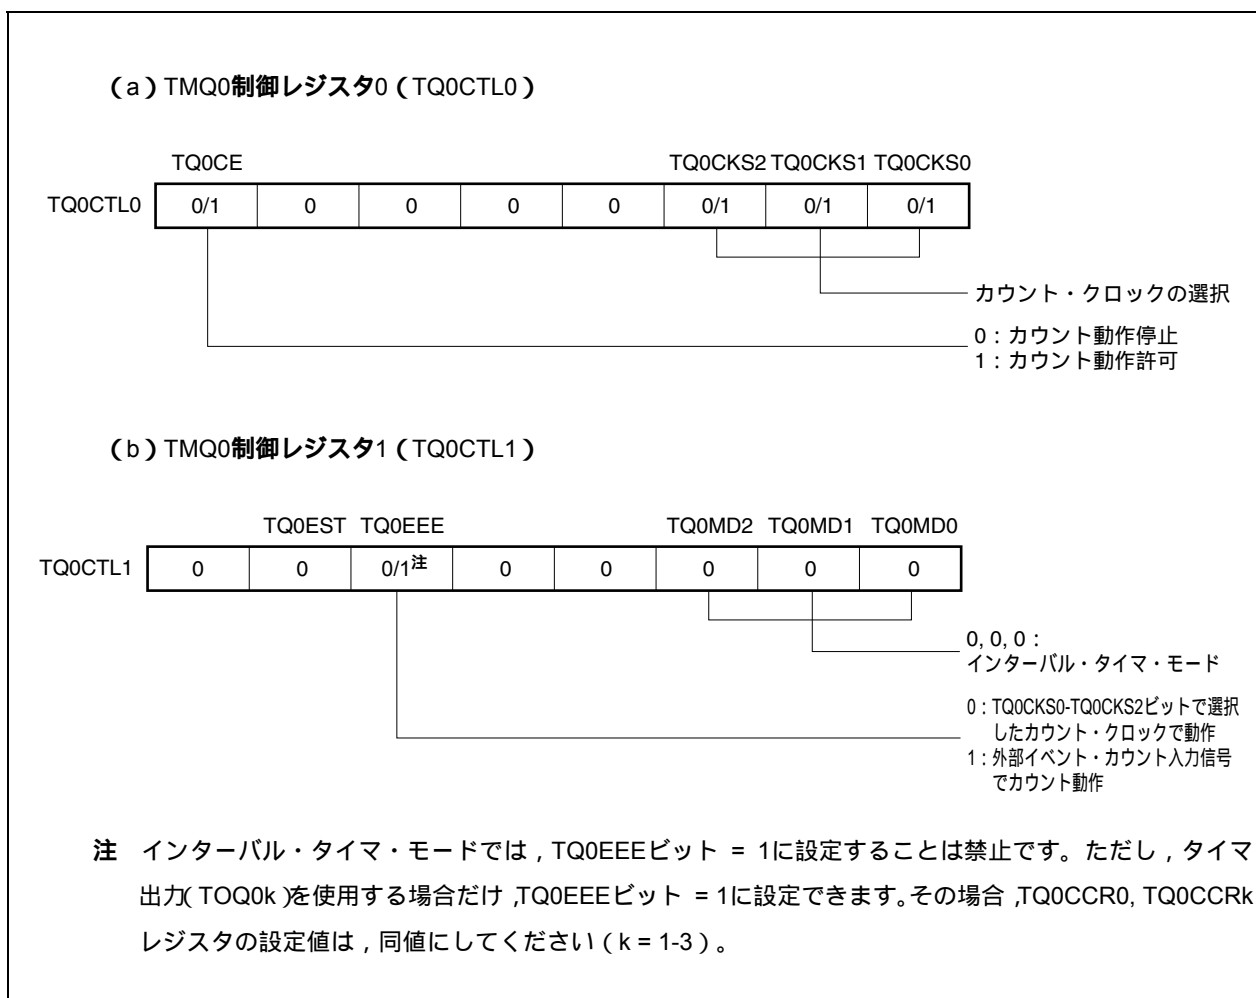 (a)TMQ0制御レジスタ0(TQ0CTL0)
TQ0CE TQ0CKS2 TQ0CKS1 TQ0CKS0
TQ0CTL0 0/1 0 0 0 0 0/1 0/1 0/1
カウント・クロックの選択
0:カウント動作停止
1:カウント動作許可
(b)TMQ0制御レジスタ1(TQ0CTL1)
TQ0EST TQ0EEE TQ0MD2 TQ0MD1 TQ0MD0
TQ0CTL1 0 0 0/1注 0 0 0 0 0
0, 0, 0:
インターバル・タイマ・モード
0:TQ0CKS0-TQ0CKS2ビットで選択
したカウント・クロックで動作
1:外部イベント・カウント入力信号
でカウント動作
注 インターバル・タイマ・モードでは,TQ0EEEビット = 1に設定することは禁止です。ただし,タイマ
出力(TOQ0k)を使用する場合だけ,TQ0EEEビット = 1に設定できます。その場合,TQ0CCR0, TQ0CCRk
レジスタの設定値は,同値にしてください(k = 1-3)。